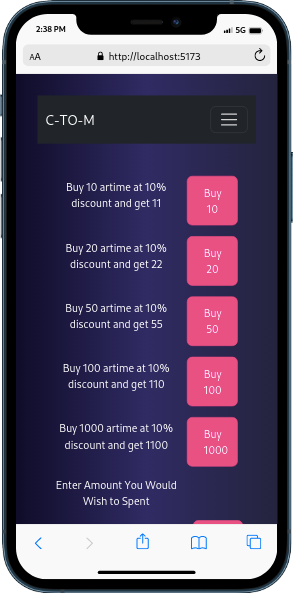 2:38 PM 5G
AA http://localhost:5173
C-TO-M
Buy 10 artime at 10%
discount and get 11
Buy
10
Buy 20 artime at 10%
discount and get 22
Buy
20
Buy 50 artime at 10%
discount and get 55
Buy
50
Buy 100 artime at 10%
discount and get 110
Buy
100
Buy 1000 artime at 10%
discount and get 1100
Buy
1000
Enter Amount You Would
Wish to Spent